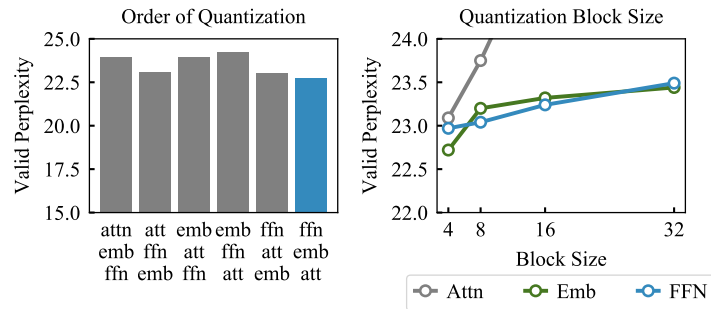 Order of Quantization
Valid Perplexity
25.0
22.5
20.0
17.5
15.0
attn att emb emb ffn ffn
emb ffn att ffn att emb
ffn emb ffn att emb att
Quantization Block Size
Valid Perplexity
24.0
23.5
23.0
22.5
22.0
4 8 16 32
Block Size
Attn Emb FFN